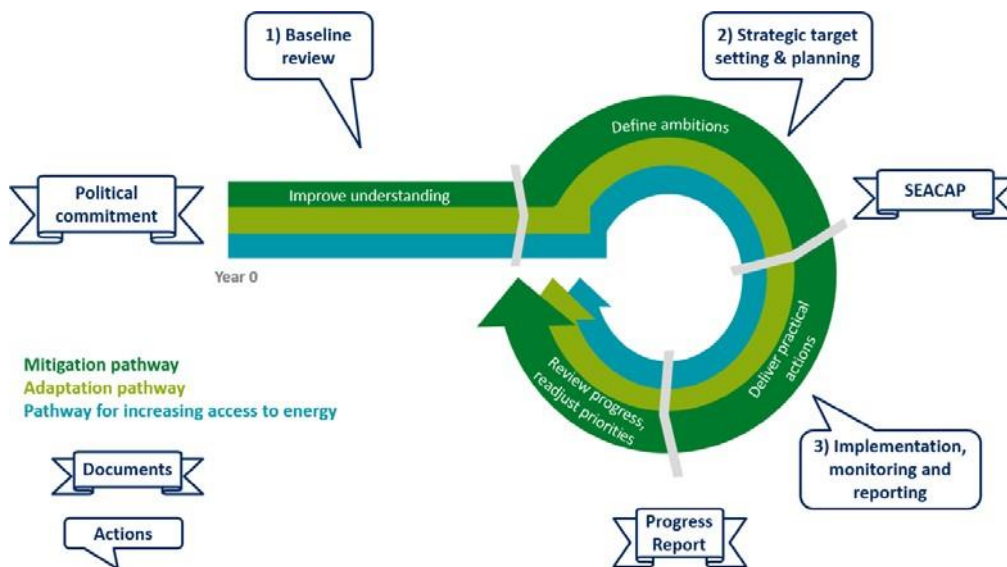 1) Baseline
review
2) Strategic target
setting & planning
Define ambitions
Political
commitment
Improve understanding
SEACAP
Year 0
Deliver practical
actions
Review progress,
readjust priorities
Mitigation pathway
Adaptation pathway
Pathway for increasing access to energy
3) Implementation,
monitoring and
reporting
Documents
Actions
Progress
Report